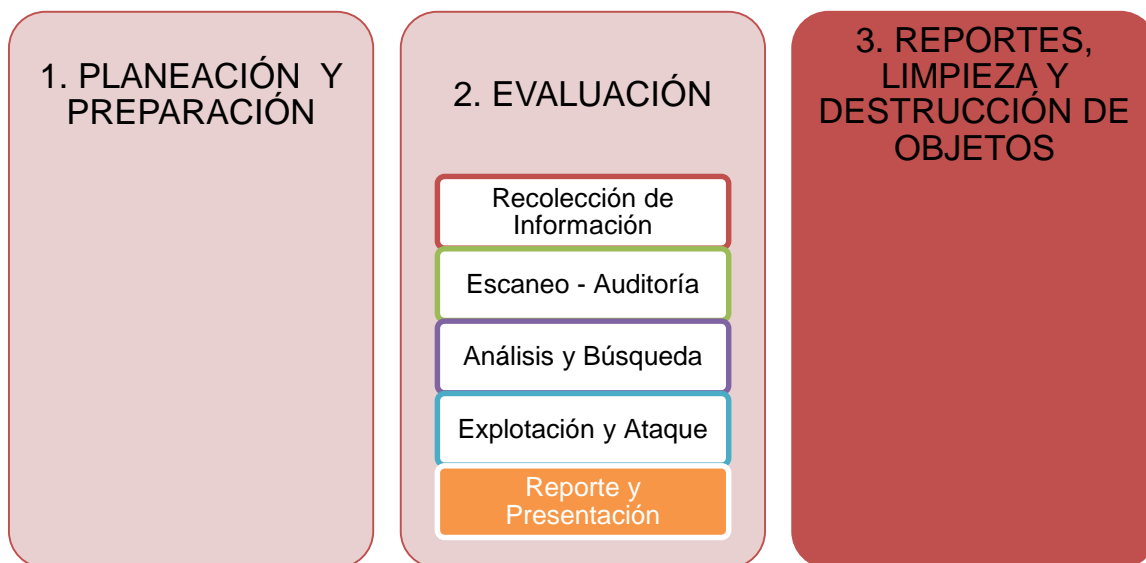 1. PLANEACIÓN Y
PREPARACIÓN
2. EVALUACIÓN
Recolección de
Información
Escaneo - Auditoría
Análisis y Búsqueda
Explotación y Ataque
Reporte y
Presentación
3. REPORTES,
LIMPIEZA Y
DESTRUCCIÓN DE
OBJETOS